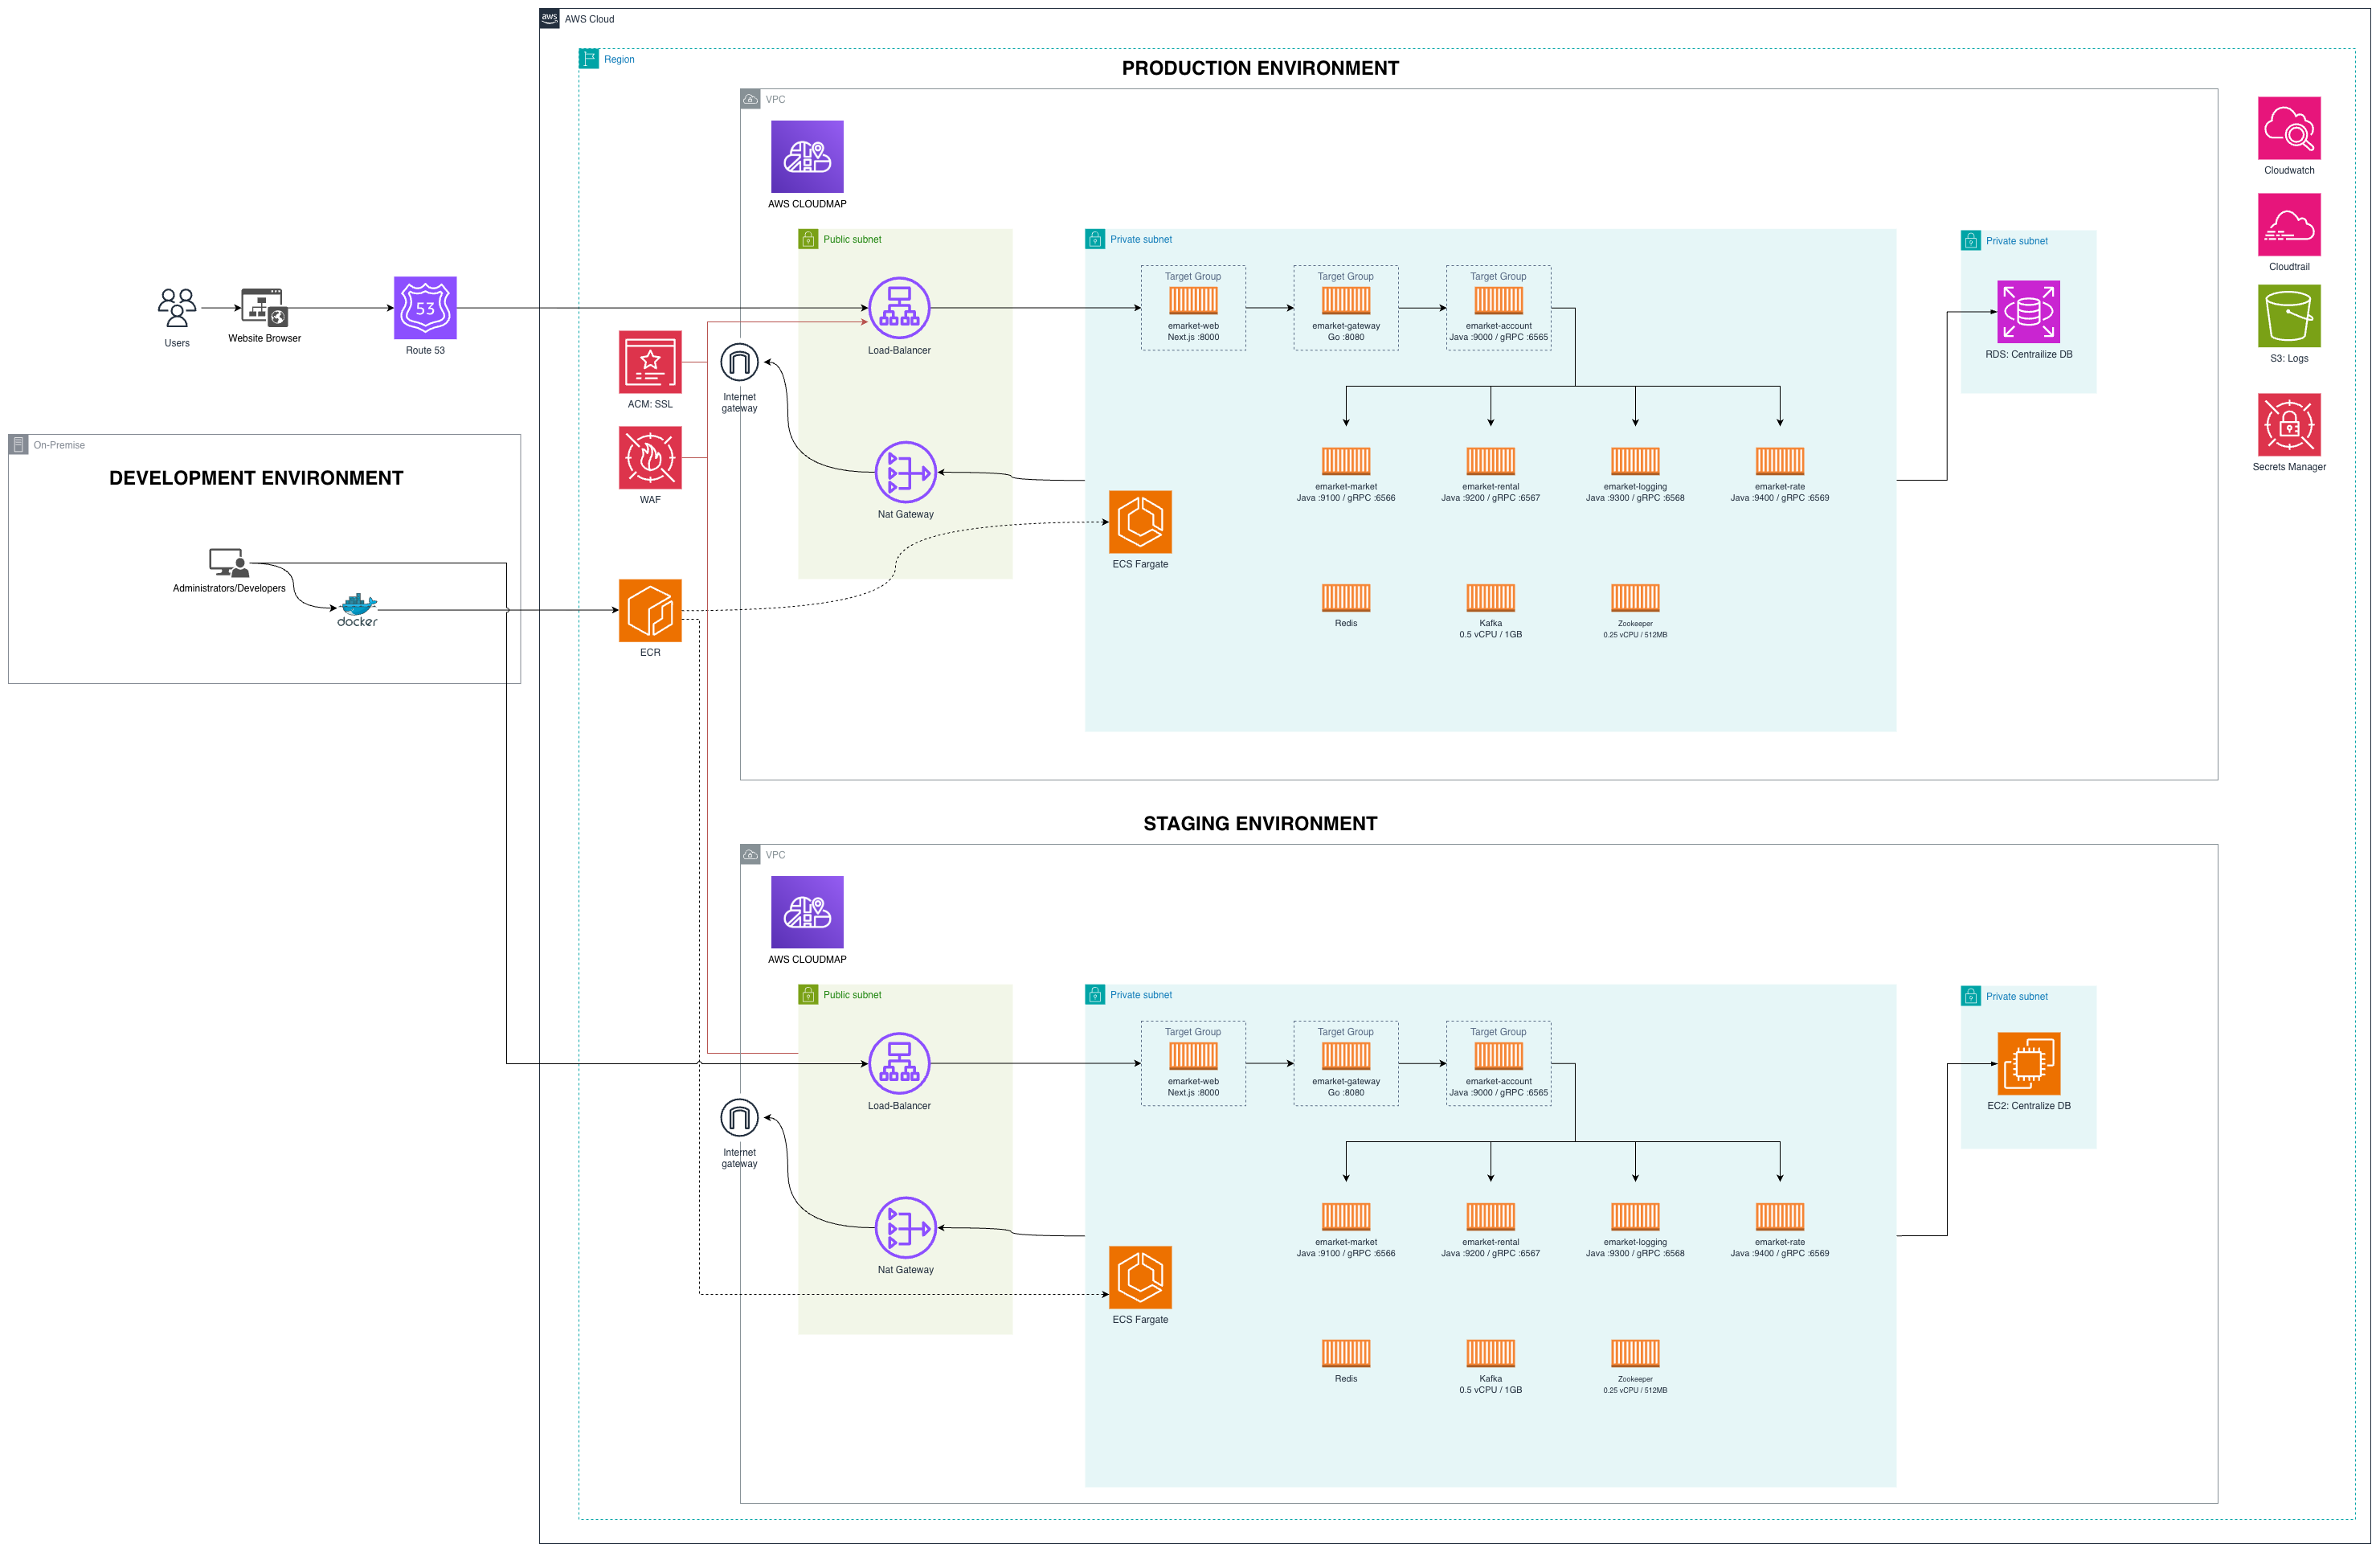 aws
AWS Cloud
Region
PRODUCTION ENVIRONMENT
VPC
AWS CLOUDMAP
Cloudwatch
Cloudtrail
S3: Logs
Secrets Manager
Public subnet
Load-Balancer
Nat Gateway
Internet
gateway
Private subnet
Target Group
emarket-web
Next.js :8000
Target Group
emarket-gateway
Go :8080
Target Group
emarket-account
Java :9000 / gRPC :6565
emarket-market
Java :9100 / gRPC :6566
emarket-rental
Java :9200 / gRPC :6567
emarket-logging
Java :9300 / gRPC :6568
emarket-rate
Java :9400 / gRPC :6569
ECS Fargate
Redis
Kafka
0.5 vCPU / 1GB
Zookeeper
0.25 vCPU / 512MB
Private subnet
RDS: Centrailize DB
Users
Website Browser
53
Route 53
ACM: SSL
WAF
ECR
On-Premise
DEVELOPMENT ENVIRONMENT
Administrators/Developers
docker
STAGING ENVIRONMENT
VPC
AWS CLOUDMAP
Public subnet
Load-Balancer
Nat Gateway
Internet
gateway
Private subnet
Target Group
emarket-web
Next.js :8000
Target Group
emarket-gateway
Go :8080
Target Group
emarket-account
Java :9000 / gRPC :6565
emarket-market
Java :9100 / gRPC :6566
emarket-rental
Java :9200 / gRPC :6567
emarket-logging
Java :9300 / gRPC :6568
emarket-rate
Java :9400 / gRPC :6569
ECS Fargate
Redis
Kafka
0.5 vCPU / 1GB
Zookeeper
0.25 vCPU / 512MB
Private subnet
EC2: Centralize DB